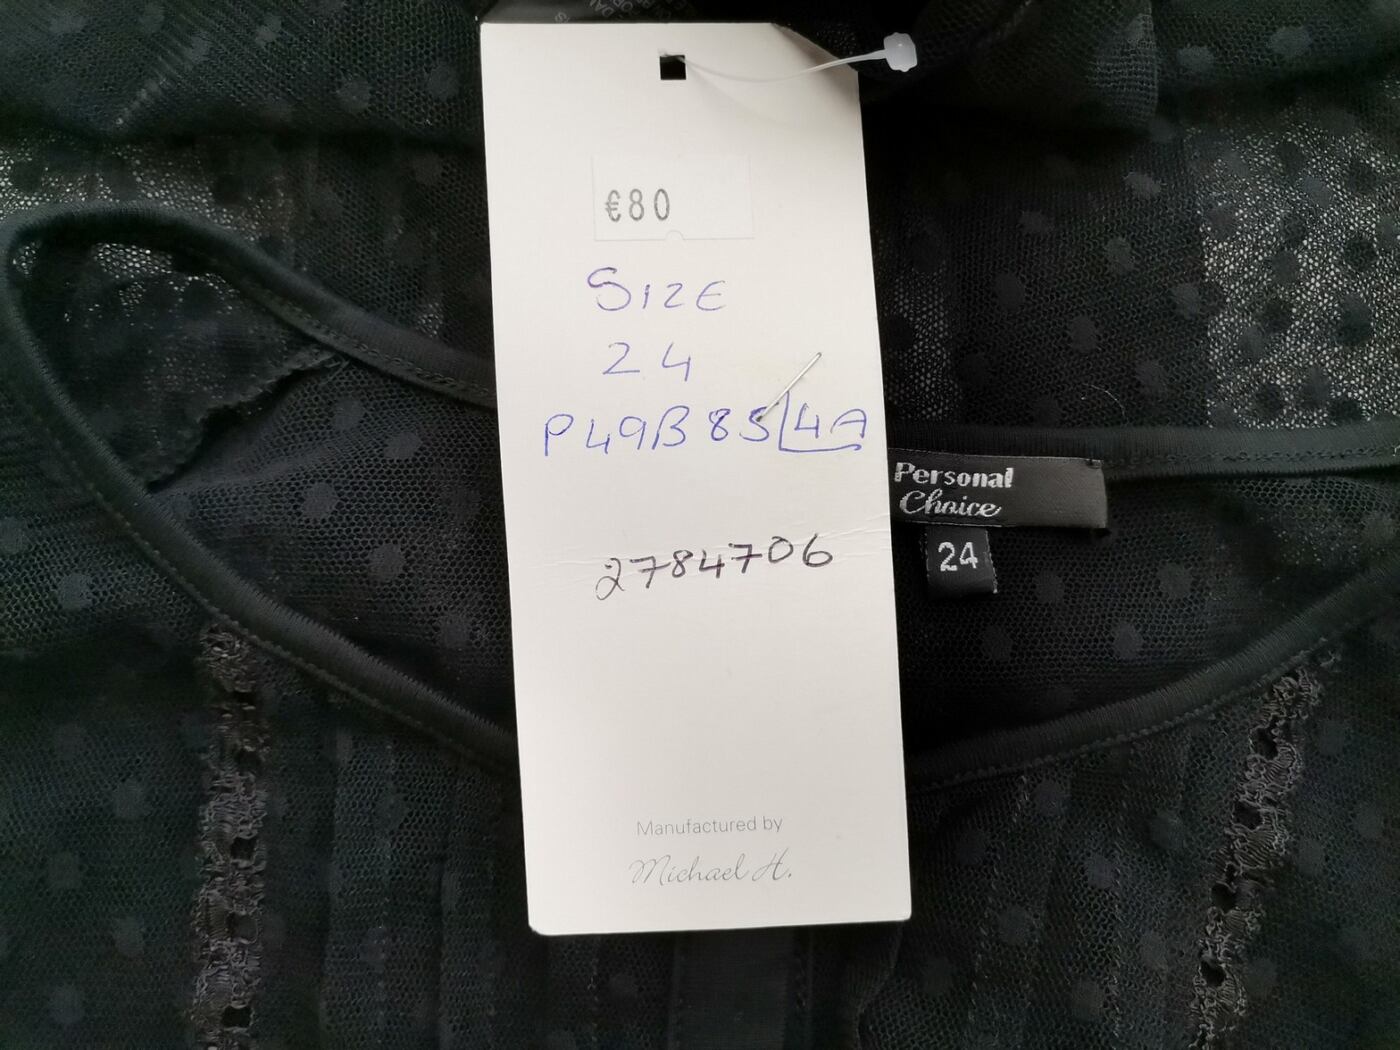 €80
SIZE
24
P49B85 4A
2784706
Manufactured by
Michael H.
Personal
Choice
24